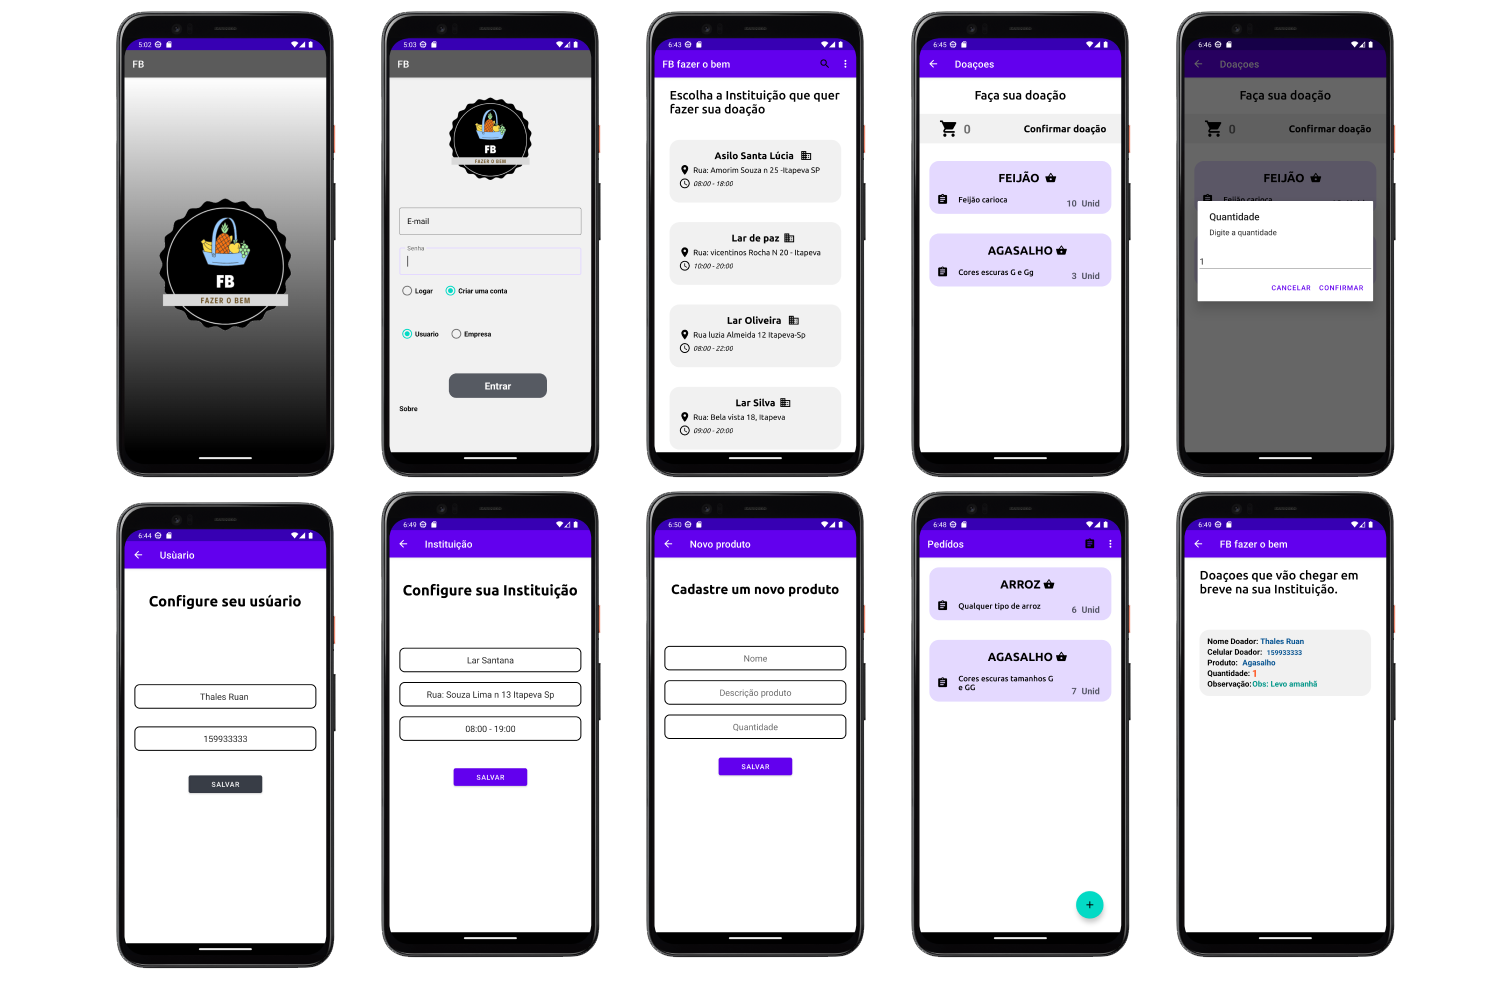 5:02
FB
FB
FAZER O BEM
5:03
FB
FB
FAZER O BEM
E-mail
Senha
Logar
Criar uma conta
Usuario
Empresa
Entrar
Sobre
6:43
FB fazer o bem
Escolha a Instituição que quer
fazer sua doação
Asilo Santa Lúcia
Rua: Amorim Souza n 25 -Itapeva SP
08:00 - 18:00
Lar de paz
Rua: vicentinos Rocha N 20 - Itapeva
10:00 - 20:00
Lar Oliveira
Rua luzia Almeida 12 Itapeva-Sp
08:00 - 22:00
Lar Silva
Rua: Bela vista 18, Itapeva
09:00 - 20:00
6:45
Doaçoes
Faça sua doação
0
Confirmar doação
FEIJÃO
Feijão carioca
10 Unid
AGASALHO
Cores escuras G e Gg
3 Unid
6:46
Doaçoes
Faça sua doação
0
Confirmar doação
FEIJÃO
Feijão carioca
Quantidade
Digite a quantidade
1
CANCELAR
CONFIRMAR
6:44
Usùario
Configure seu usúario
Thales Ruan
159933333
SALVAR
6:49
Instituição
Configure sua Instituição
Lar Santana
Rua: Souza Lima n 13 Itapeva Sp
08:00 - 19:00
SALVAR
6:50
Novo produto
Cadastre um novo produto
Nome
Descrição produto
Quantidade
SALVAR
6:48
Pedídos
ARROZ
Qualquer tipo de arroz
6 Unid
AGASALHO
Cores escuras tamanhos G
e GG
7 Unid
+
6:49
FB fazer o bem
Doaçoes que vão chegar em
breve na sua Instituição.
Nome Doador: Thales Ruan
Celular Doador: 159933333
Produto: Agasalho
Quantidade: 1
Observação:Obs: Levo amanhã